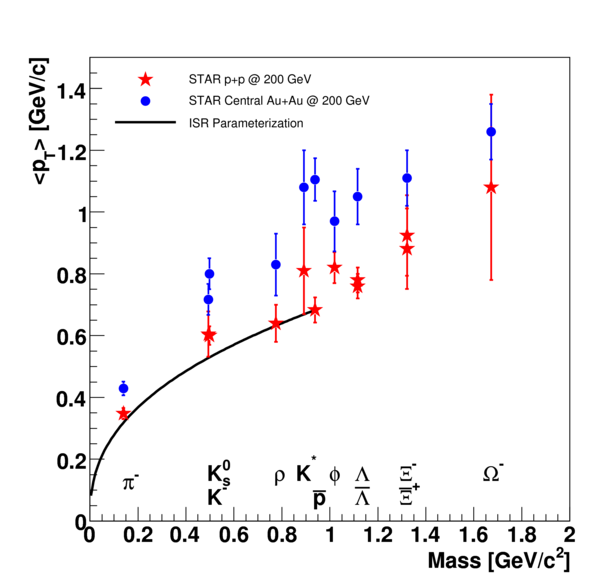 <pT> [GeV/c]
1.4
1.2
1
0.8
0.6
0.4
0.2
0
STAR p+p @ 200 GeV
STAR Central Au+Au @ 200 GeV
ISR Parameterization
π- K0s K- ρ K* p̅ ϕ Λ Λ̅ Ξ- Ξ̅+ Ω-
0 0.2 0.4 0.6 0.8 1 1.2 1.4 1.6 1.8 2
Mass [GeV/c2]